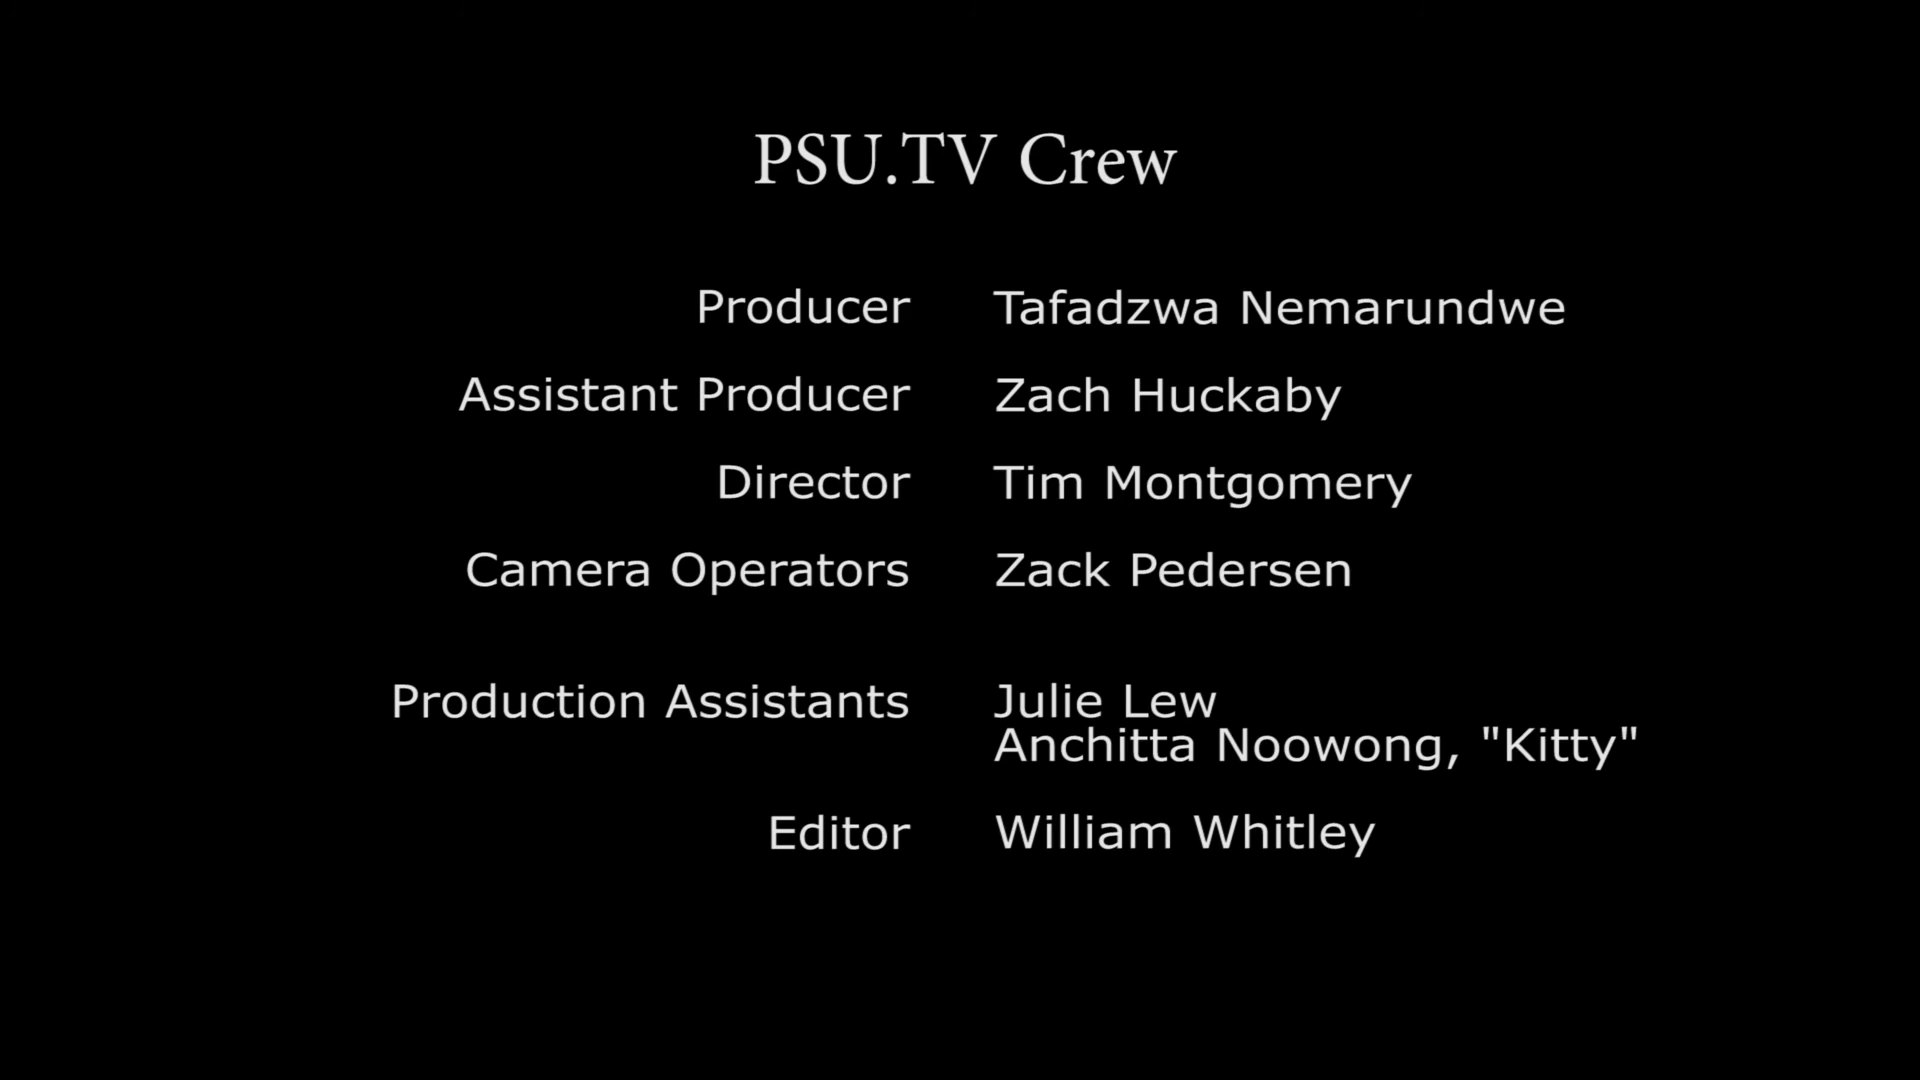 PSU.TV Crew
Producer Tafadzwa Nemarundwe
Assistant Producer Zach Huckaby
Director Tim Montgomery
Camera Operators Zack Pedersen
Production Assistants Julie Lew
Anchitta Noowong, "Kitty"
Editor William Whitley